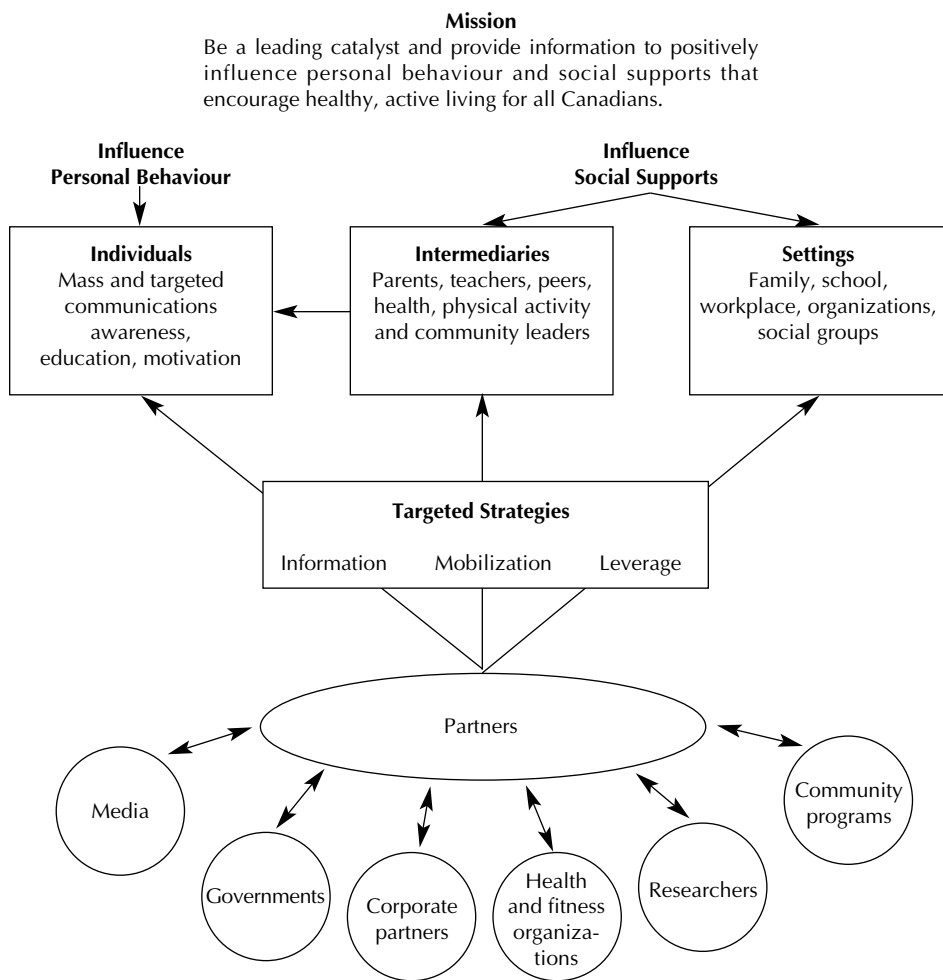 Mission
Be a leading catalyst and provide information to positively
influence personal behaviour and social supports that
encourage healthy, active living for all Canadians.
Influence
Personal Behaviour
Influence
Social Supports
Individuals
Mass and targeted
communications
awareness,
education, motivation
Intermediaries
Parents, teachers, peers,
health, physical activity
and community leaders
Settings
Family, school,
workplace, organizations,
social groups
Targeted Strategies
Information Mobilization Leverage
Partners
Media
Governments
Corporate
partners
Health
and fitness
organiza-
tions
Researchers
Community
programs